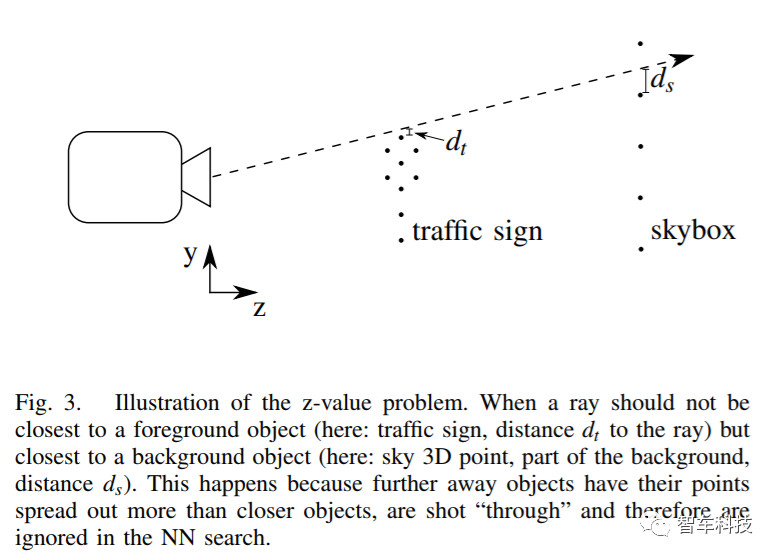 d_s
d_t
traffic sign
skybox
y
z
Fig. 3. Illustration of the z-value problem. When a ray should not be
closest to a foreground object (here: traffic sign, distance d_t to the ray) but
closest to a background object (here: sky 3D point, part of the background,
distance d_s). This happens because further away objects have their points
spread out more than closer objects, are shot “through” and therefore are
ignored in the NN search.
智车科技